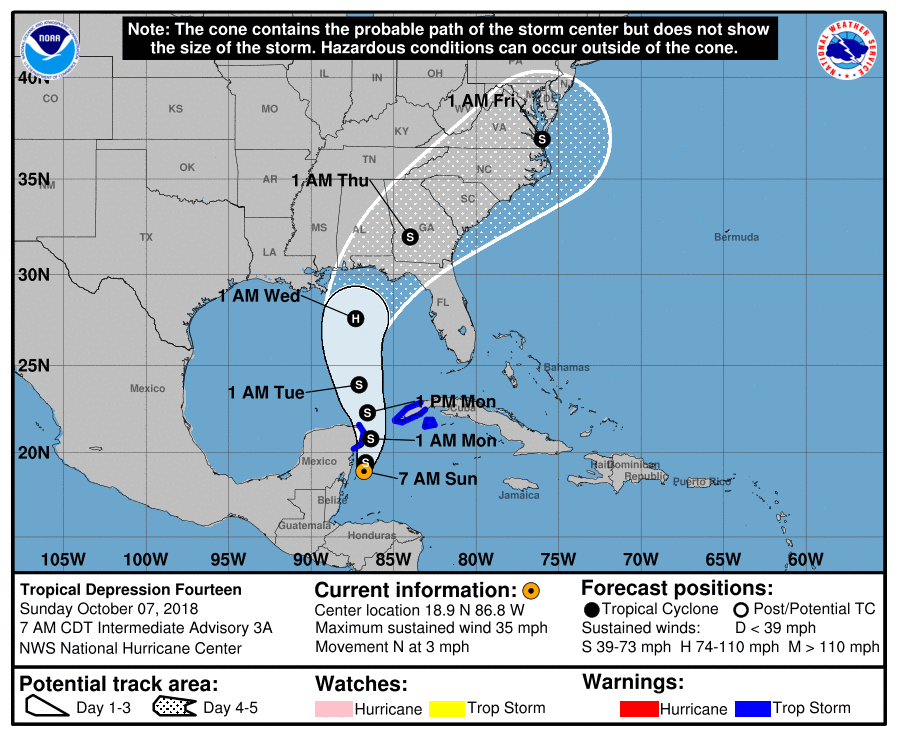 Note: The cone contains the probable path of the storm center but does not show
the size of the storm. Hazardous conditions can occur outside of the cone.
NOAA
NATIONAL WEATHER SERVICE
40N
35N
30N
25N
20N
CO
KS
MO
IL
IN
OH
PA
NJ
MD
DE
WV
VA
KY
NM
OK
AR
TN
NC
SC
TX
LA
MS
AL
GA
FL
1 AM Fri
S
1 AM Thu
S
Bermuda
1 AM Wed
H
1 AM Tue
S
1 PM Mon
S
1 AM Mon
S
S
7 AM Sun
Mexico
Mexico
Bahamas
Cuba
Haiti
Dominican
Republic
Puerto Rico
Jamaica
Belize
Guatemala
Honduras
105W 100W 95W 90W 85W 80W 75W 70W 65W 60W
Tropical Depression Fourteen
Sunday October 07, 2018
7 AM CDT Intermediate Advisory 3A
NWS National Hurricane Center
Current information:
Center location 18.9 N 86.8 W
Maximum sustained wind 35 mph
Movement N at 3 mph
Forecast positions:
Tropical Cyclone Post/Potential TC
Sustained winds: D < 39 mph
S 39-73 mph H 74-110 mph M > 110 mph
Potential track area:
Day 1-3 Day 4-5
Watches:
Hurricane Trop Storm
Warnings:
Hurricane Trop Storm